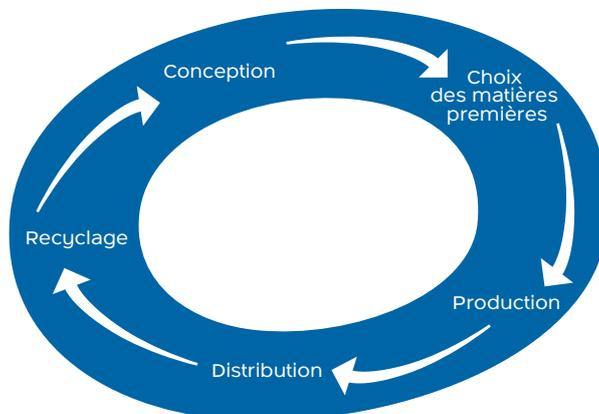 Conception
Choix
des matières
premières
Production
Distribution
Recyclage